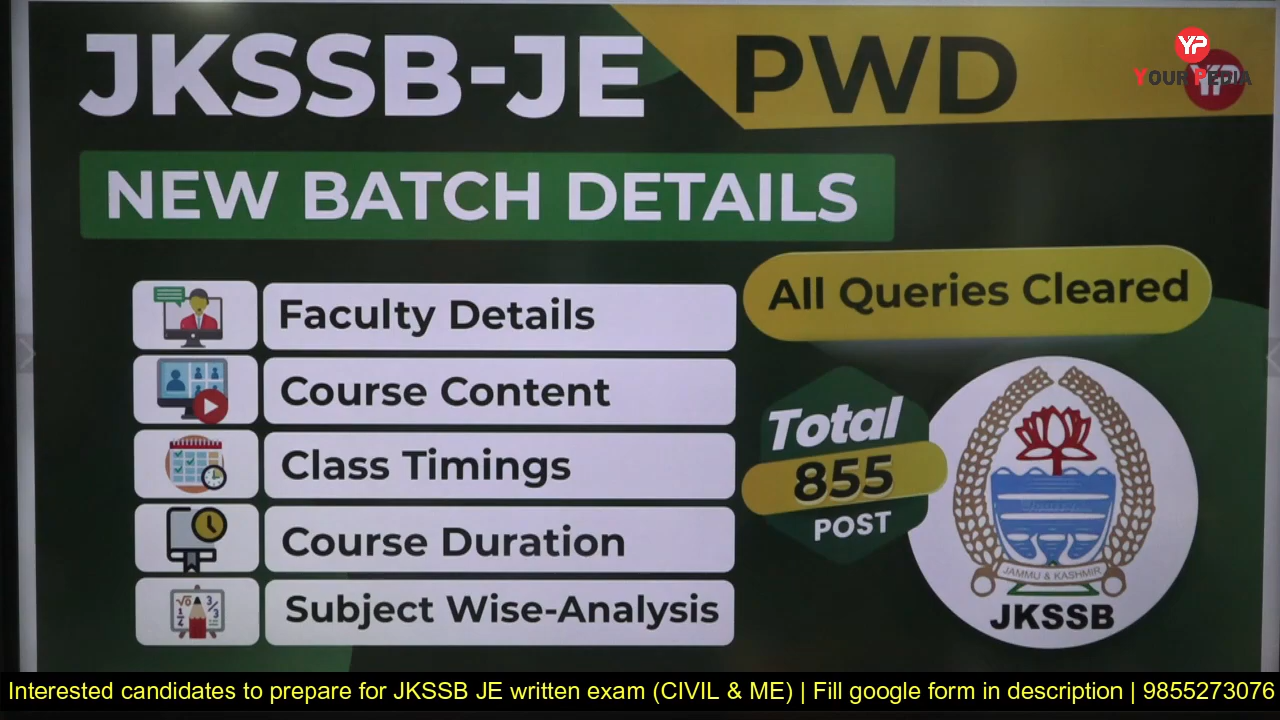 JKSSB-JE PWD
YP
YOUR PEDIA
NEW BATCH DETAILS
All Queries Cleared
Faculty Details
Course Content
Class Timings
Course Duration
Subject Wise-Analysis
Total
855
POST
JAMMU & KASHMIR
JKSSB
Interested candidates to prepare for JKSSB JE written exam (CIVIL & ME) | Fill google form in description | 9855273076